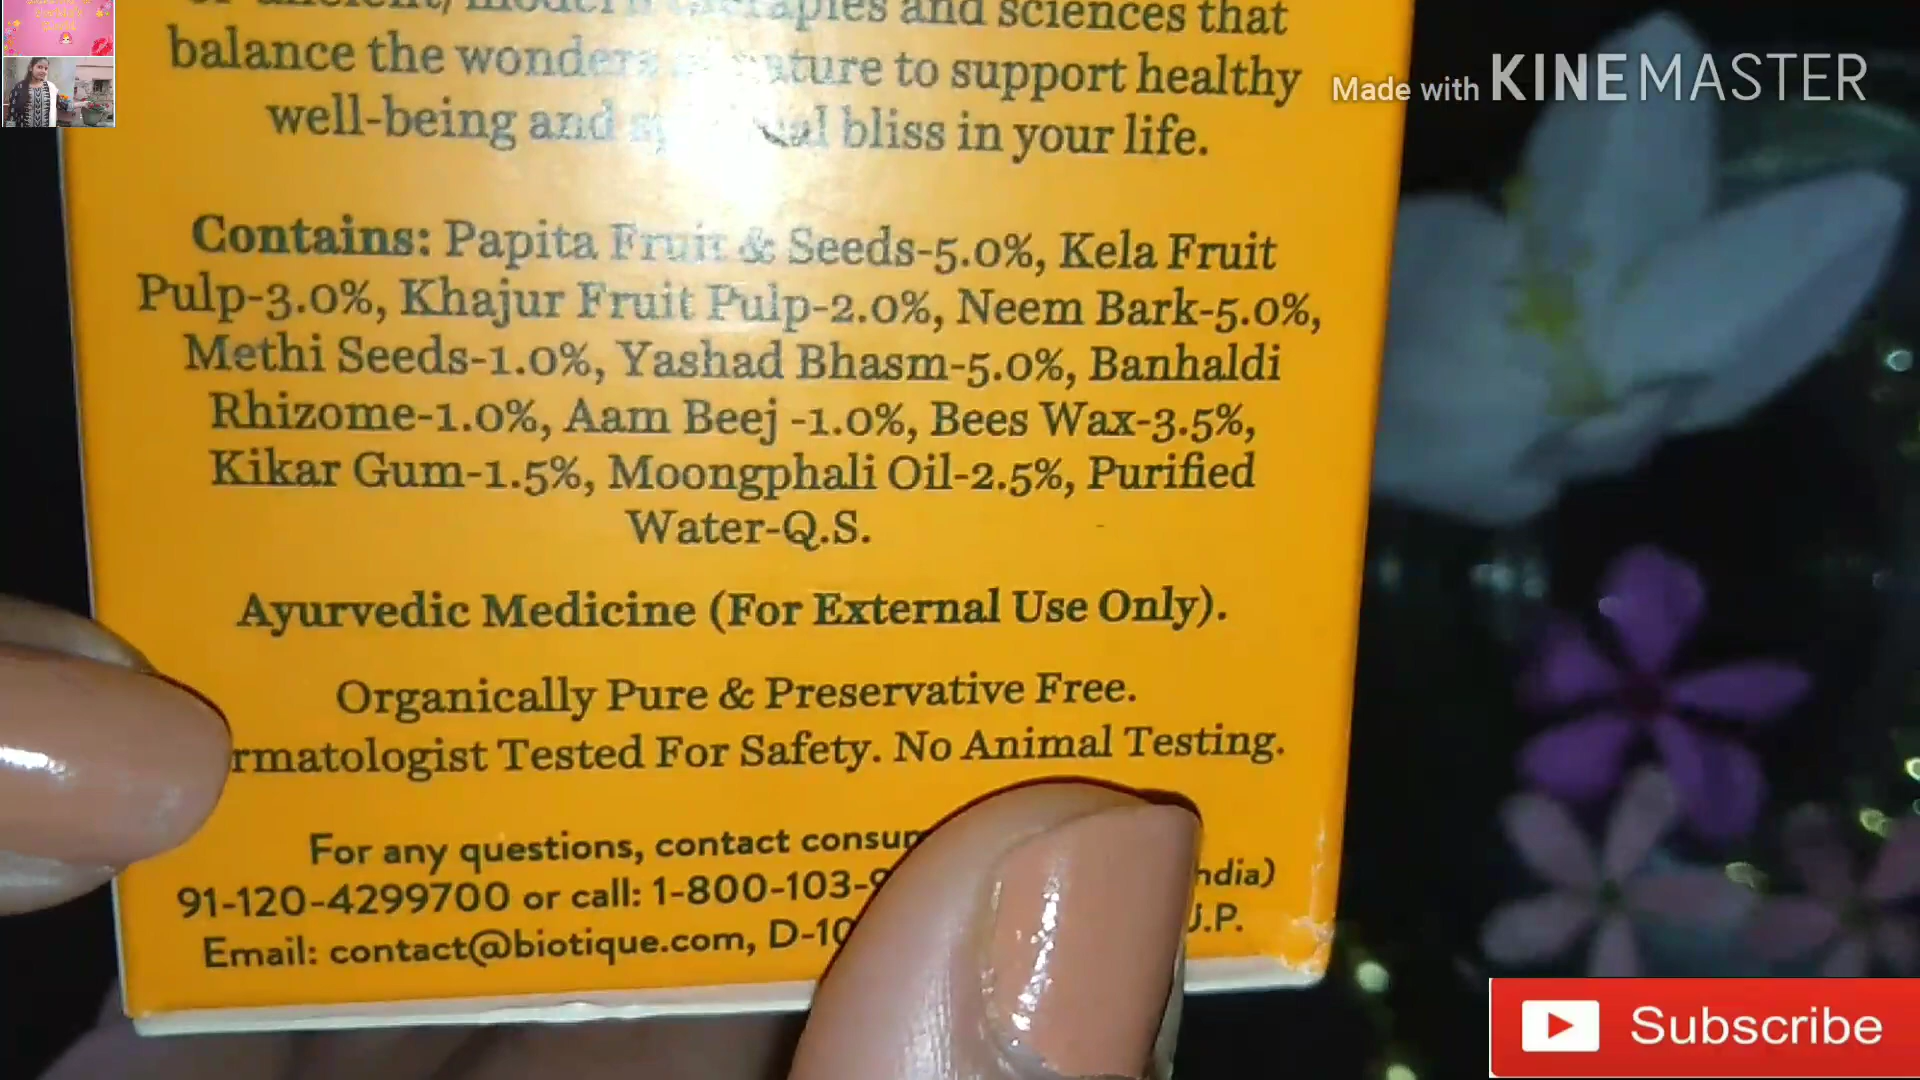 sciences that
balance the wonders nature to support healthy
well-being and bliss in your life.
Contains: Papita Fruit & Seeds-5.0%, Kela Fruit
Pulp-3.0%, Khajur Fruit Pulp-2.0%, Neem Bark-5.0%,
Methi Seeds-1.0%, Yashad Bhasm-5.0%, Banhaldi
Rhizome-1.0%, Aam Beej -1.0%, Bees Wax-3.5%,
Kikar Gum-1.5%, Moongphali Oil-2.5%, Purified
Water-Q.S.
Ayurvedic Medicine (For External Use Only).
Organically Pure & Preservative Free.
rmatologist Tested For Safety. No Animal Testing.
For any questions, contact
91-120-4299700 or call: 1-800-103-
Email: contact@biotique.com, U.P.
Made with KINEMASTER
Subscribe